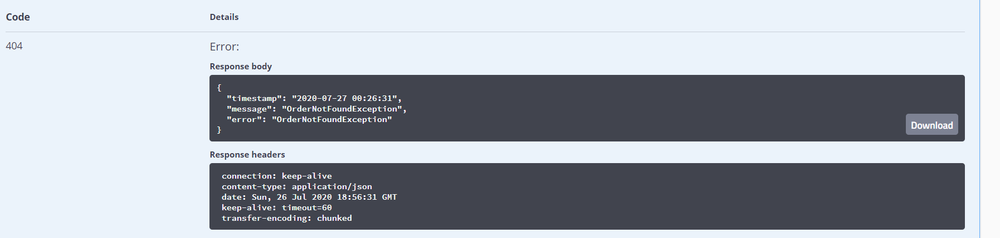 Code Details
404 Error:
Response body
{
"timestamp": "2020-07-27 00:26:31",
"message": "OrderNotFoundException",
"error": "OrderNotFoundException"
}
Download
Response headers
connection: keep-alive
content-type: application/json
date: Sun, 26 Jul 2020 18:56:31 GMT
keep-alive: timeout=60
transfer-encoding: chunked